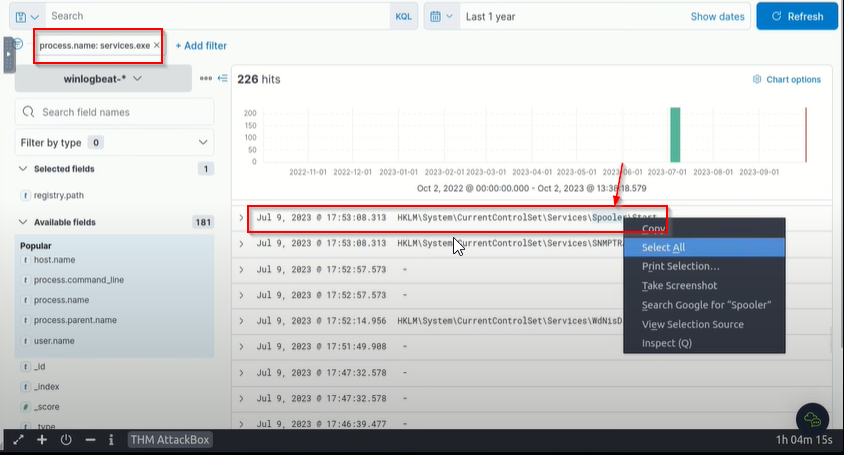 Search KQL Last 1 year Show dates Refresh
process.name: services.exe × + Add filter
winlogbeat-*
226 hits Chart options
Search field names
Filter by type 0
Selected fields 1
registry.path
Available fields 181
Popular
host.name
process.command_line
process.name
process.parent.name
user.name
_id
_index
_score
_type
200
150
100
50
0
2022-11-01 2022-12-01 2023-01-01 2023-02-01 2023-03-01 2023-04-01 2023-05-01 2023-06-01 2023-07-01 2023-08-01 2023-09-01
Oct 2, 2022 @ 00:00:00.000 - Oct 2, 2023 @ 13:38:18.579
Jul 9, 2023 @ 17:53:08.313 HKLM\System\CurrentControlSet\Services\Spooler\Start
Jul 9, 2023 @ 17:53:08.313 HKLM\System\CurrentControlSet\Services\SNMPTR
Jul 9, 2023 @ 17:52:57.573 -
Jul 9, 2023 @ 17:52:57.573 -
Jul 9, 2023 @ 17:52:14.956 HKLM\System\CurrentControlSet\Services\WdNisD
Jul 9, 2023 @ 17:51:49.908 -
Jul 9, 2023 @ 17:47:32.578 -
Jul 9, 2023 @ 17:47:32.578 -
Jul 9, 2023 @ 17:46:39.477 -
Copy
Select All
Print Selection...
Take Screenshot
Search Google for "Spooler"
View Selection Source
Inspect (Q)
THM AttackBox 1h 04m 15s